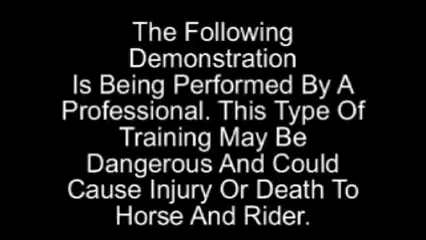 The Following
Demonstration
Is Being Performed By A
Professional. This Type Of
Training May Be
Dangerous And Could
Cause Injury Or Death To
Horse And Rider.